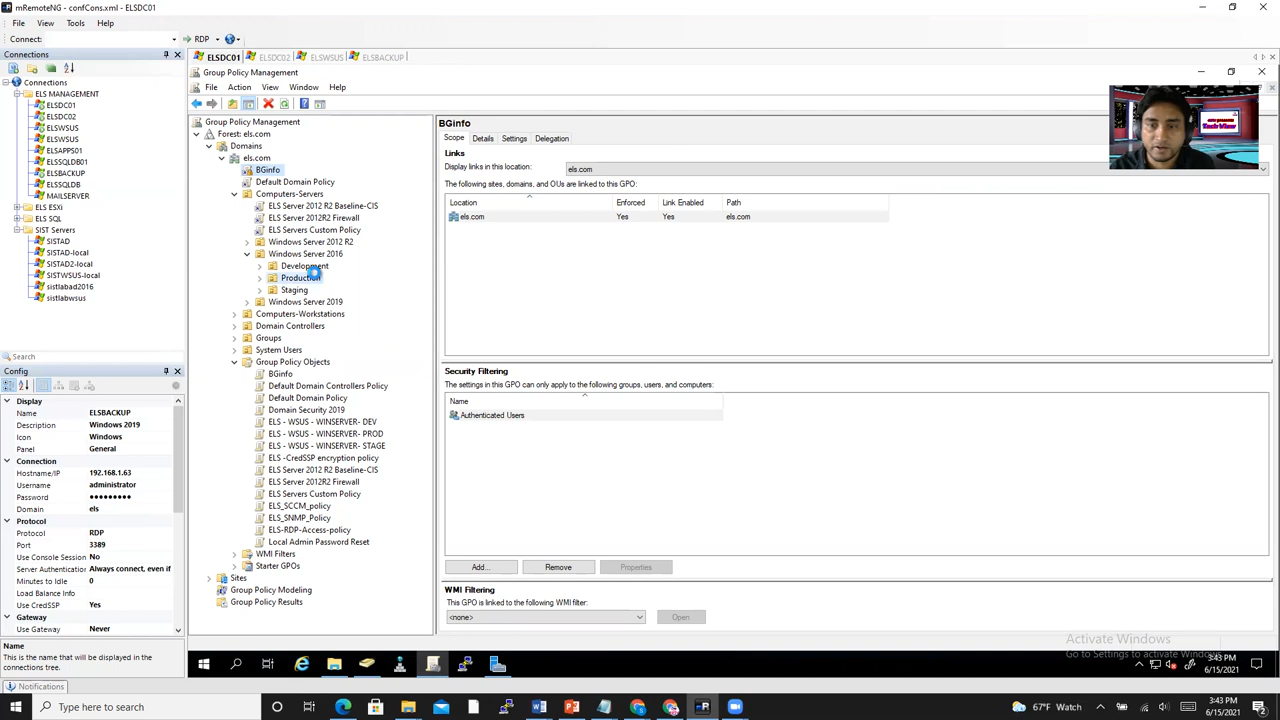 mRemoteNG - confCons.xml - ELSDC01
File View Tools Help
Connect: RDP
Connections
ELSDC01 ELSDC02 ELSWSUS ELSBACKUP
Group Policy Management
File Action View Window Help
Connections
ELS MANAGEMENT
ELSDC01
ELSDC02
ELSWSUS
ELSWSUS
ELSAPPS01
ELSSQLDB01
ELSBACKUP
ELSSQLDB
MAILSERVER
ELS ESXi
ELS SQL
SIST Servers
SISTAD
SISTAD-local
SISTAD2-local
SISTWSUS-local
sistlabad2016
sistlabwsus
Search
Config
Display
Name ELSBACKUP
Description Windows 2019
Icon Windows
Panel General
Connection
Hostname/IP 192.168.1.63
Username administrator
Password •••••••••
Domain els
Protocol
Protocol RDP
Port 3389
Use Console Session No
Server Authentication Always connect, even if
Minutes to Idle 0
Load Balance Info
Use CredSSP Yes
Gateway
Use Gateway Never
Name
This is the name that will be displayed in the
connections tree.
Notifications
Group Policy Management
Forest: els.com
Domains
els.com
BGinfo
Default Domain Policy
Computers-Servers
ELS Server 2012 R2 Baseline-CIS
ELS Server 2012R2 Firewall
ELS Servers Custom Policy
Windows Server 2012 R2
Windows Server 2016
Development
Production
Staging
Windows Server 2019
Computers-Workstations
Domain Controllers
Groups
System Users
Group Policy Objects
BGinfo
Default Domain Controllers Policy
Default Domain Policy
Domain Security 2019
ELS - WSUS - WINSERVER- DEV
ELS - WSUS - WINSERVER- PROD
ELS - WSUS - WINSERVER- STAGE
ELS -CredSSP encryption policy
ELS Server 2012 R2 Baseline-CIS
ELS Server 2012R2 Firewall
ELS Servers Custom Policy
ELS_SCCM_policy
ELS_SNMP_Policy
ELS-RDP-Access-policy
Local Admin Password Reset
WMI Filters
Starter GPOs
Sites
Group Policy Modeling
Group Policy Results
BGinfo
Scope Details Settings Delegation
Links
Display links in this location: els.com
The following sites, domains, and OUs are linked to this GPO:
Location Enforced Link Enabled Path
els.com Yes Yes els.com
Security Filtering
The settings in this GPO can only apply to the following groups, users, and computers:
Name
Authenticated Users
Add... Remove Properties
WMI Filtering
This GPO is linked to the following WMI filter:
<none> Open
Activate Windows
Go to Settings to activate Windows
3:43 PM
6/15/2021
Type here to search
67°F Watch
3:43 PM
6/15/2021
Tech View